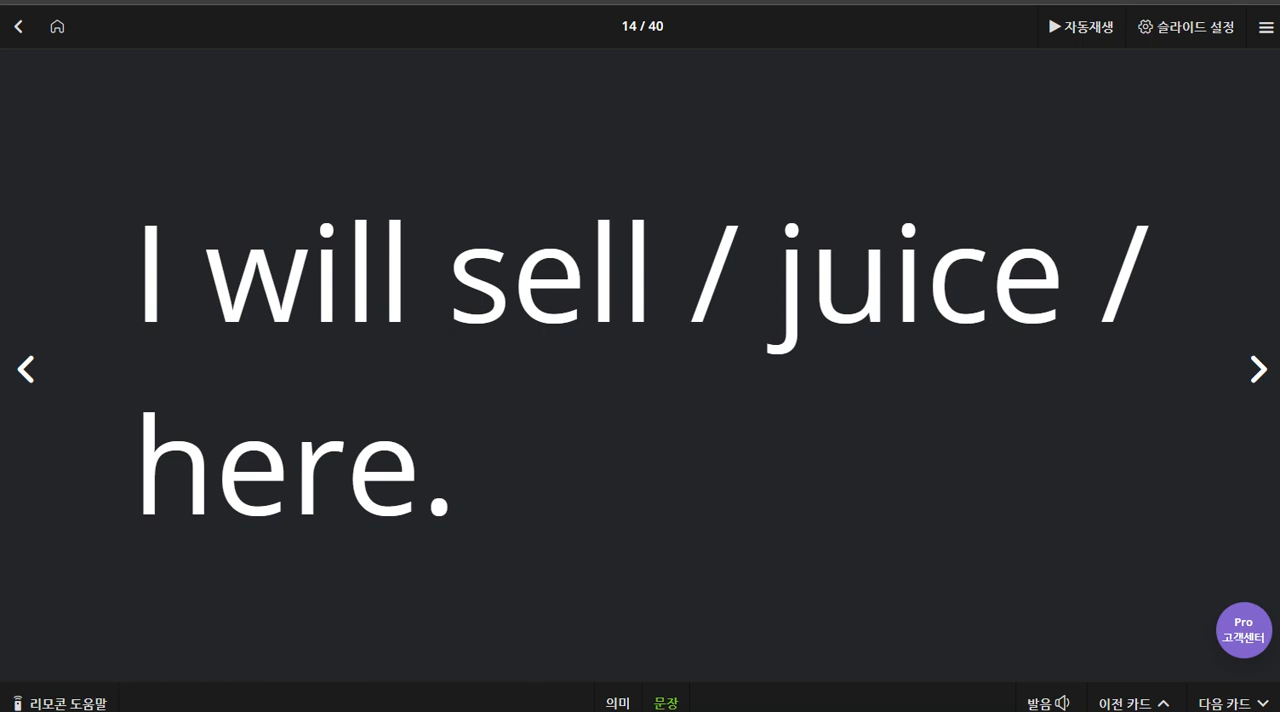 14 / 40
▶ 자동재생
슬라이드 설정
I will sell / juice /
here.
Pro
고객센터
리모콘 도움말
의미
문장
발음
이전 카드
다음 카드